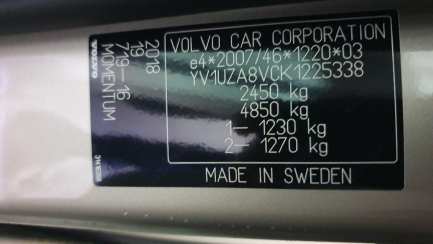 VOLVO CAR CORPORATION
e4*2007/46*1220*03
YV1UZA8VCK1225338
2450 kg
4850 kg
1— 1230 kg
2— 1270 kg
MADE IN SWEDEN
2018
19
719— 16
MOMENTUM
VOLVO